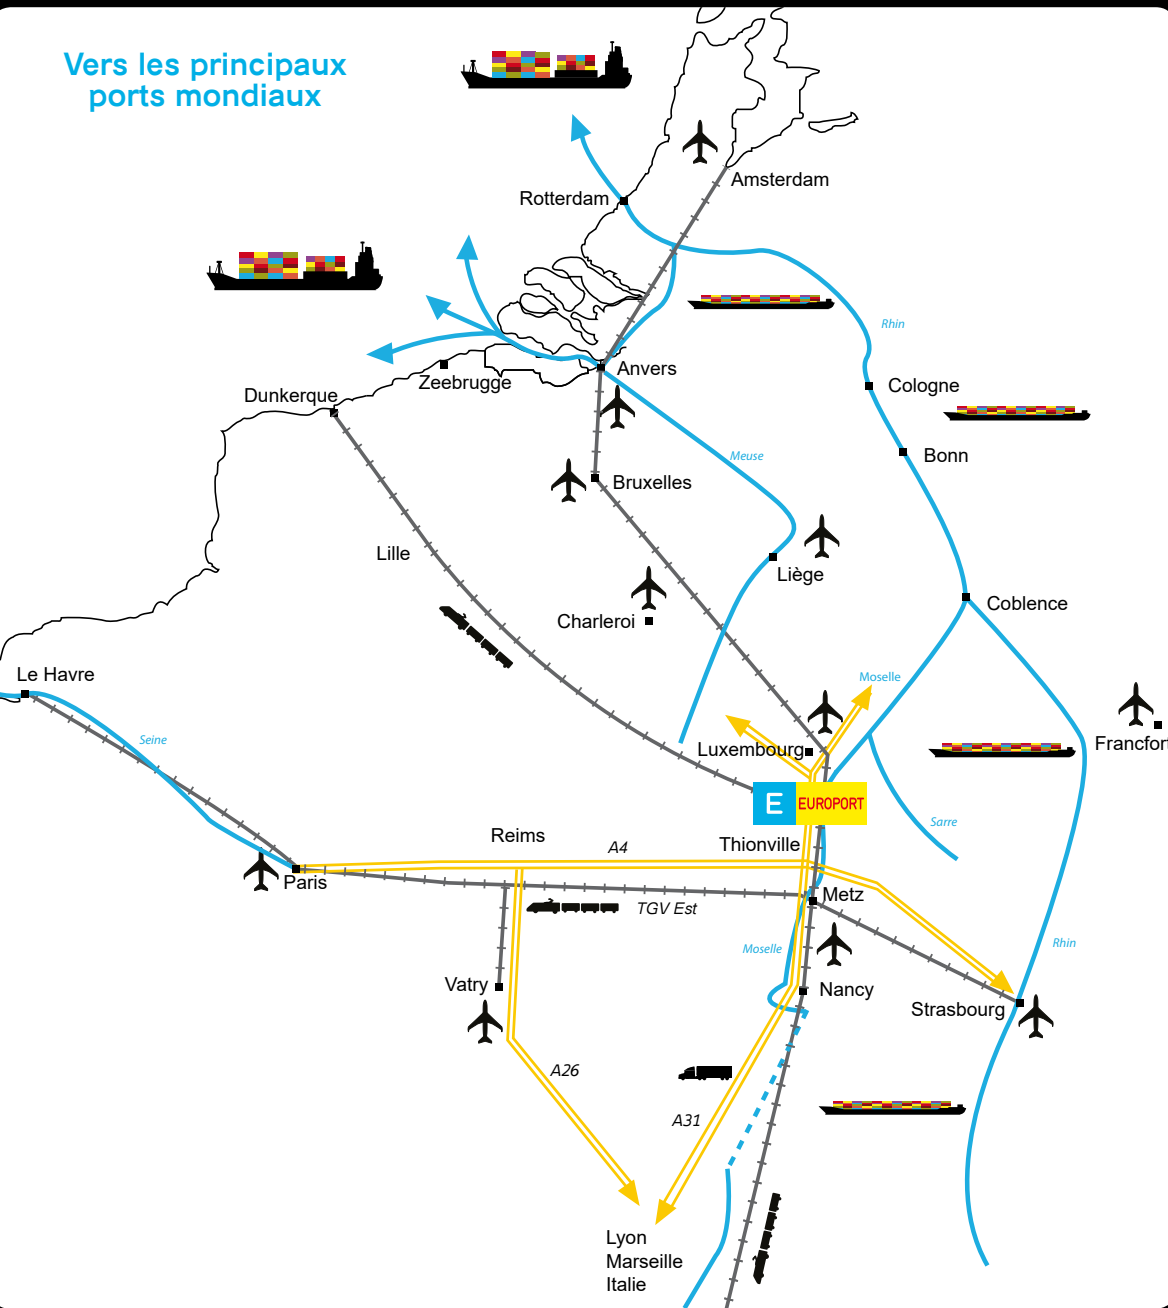 Vers les principaux
ports mondiaux
Amsterdam
Rotterdam
Rhin
Anvers
Zeebrugge
Cologne
Dunkerque
Meuse
Bonn
Bruxelles
Lille
Liège
Coblence
Charleroi
Le Havre
Moselle
Seine
Luxembourg
Francfort
E EUROPORT
Sarre
Reims
A4
Thionville
Paris
Metz
TGV Est
Moselle
Rhin
Vatry
Nancy
Strasbourg
A26
A31
Lyon
Marseille
Italie